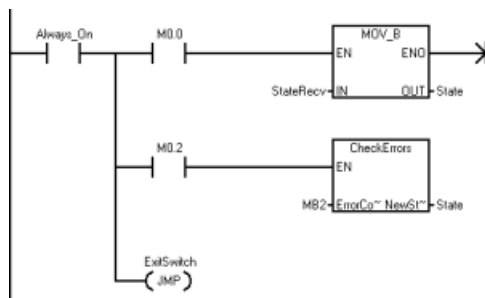 Always_On M0.0 MOV_B
EN ENO
StateRecv IN OUT State
M0.2 CheckErrors
EN
MB2 ErrorCo~ NewSt~ State
ExitSwitch
JMP